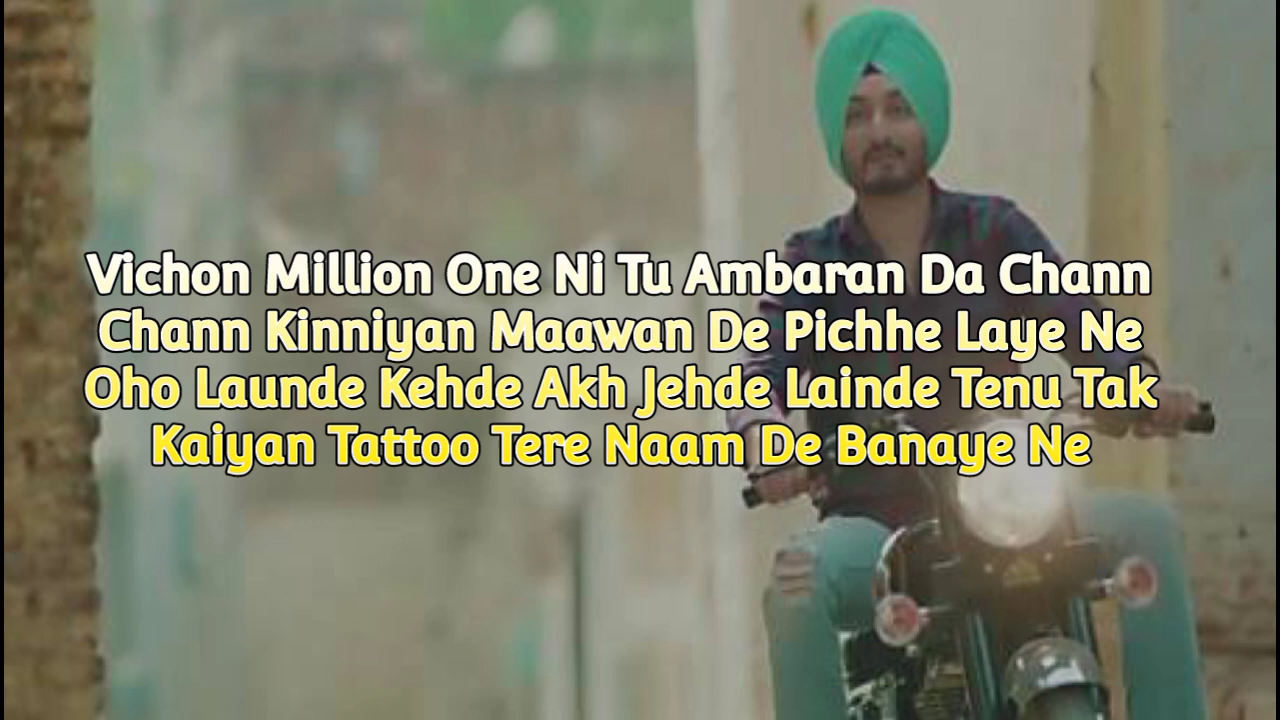 Vichon Million One Ni Tu Ambaran Da Chann
Chann Kinniyan Maawan De Pichhe Laye Ne
Oho Launde Kehde Akh Jehde Lainde Tenu Tak
Kaiyan Tattoo Tere Naam De Banaye Ne